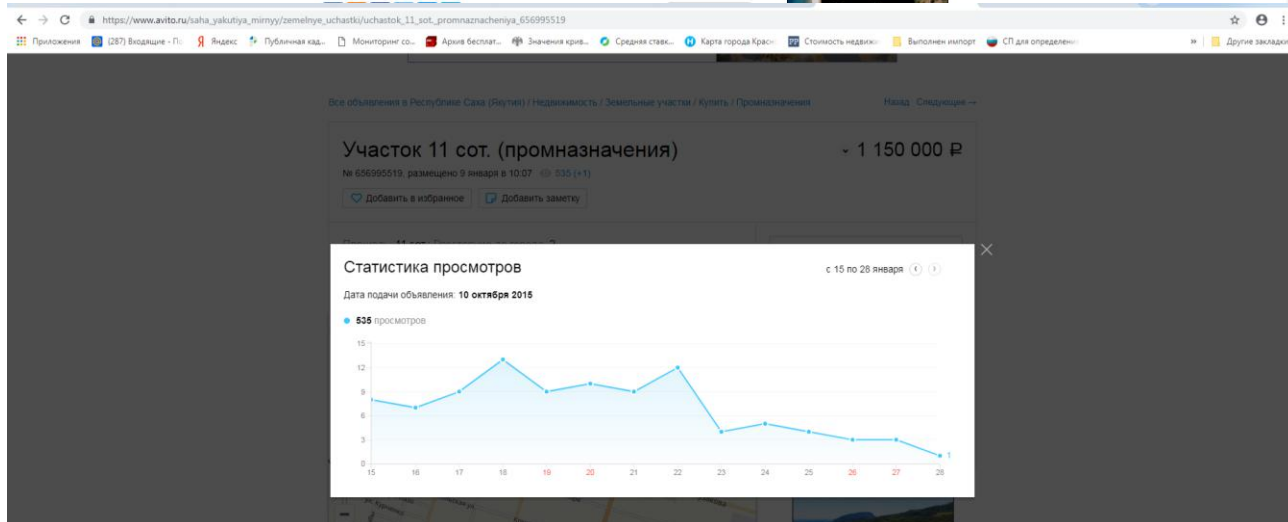 https://www.avito.ru/saha_yakutiya_mirnyy/zemelnye_uchastki/uchastok_11_sot._promnaznacheniya_656995519
Приложения (287) Входящие - По Яндекс Публичная кад... Мониторинг со... Архив бесплат... Значения крив... Средняя ставк... Карта города Красн Стоимость недвиж Выполнен импорт СП для определени » Другие закладки
Все объявления в Республике Саха (Якутия) / Недвижимость / Земельные участки / Купить / Промназначения Назад Следующее →
Участок 11 сот. (промназначения) 1 150 000 ₽
№ 656995519, размещено 9 января в 10:07 535 (+1)
Добавить в избранное Добавить заметку
Статистика просмотров с 15 по 28 января
Дата подачи объявления: 10 октября 2015
535 просмотров
15
12
9
6
3
0
1
15 16 17 18 19 20 21 22 23 24 25 26 27 28